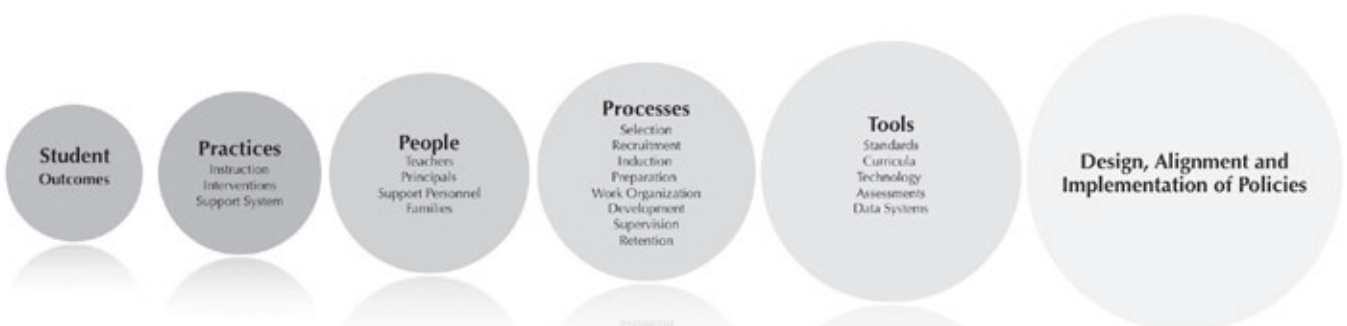 Student
Outcomes
Practices
Instruction
Interventions
Support System
People
Teachers
Principals
Support Personnel
Families
Processes
Selection
Recruitment
Induction
Preparation
Work Organization
Development
Supervision
Retention
Tools
Standards
Curricula
Technology
Assessments
Data Systems
Design, Alignment and
Implementation of Policies